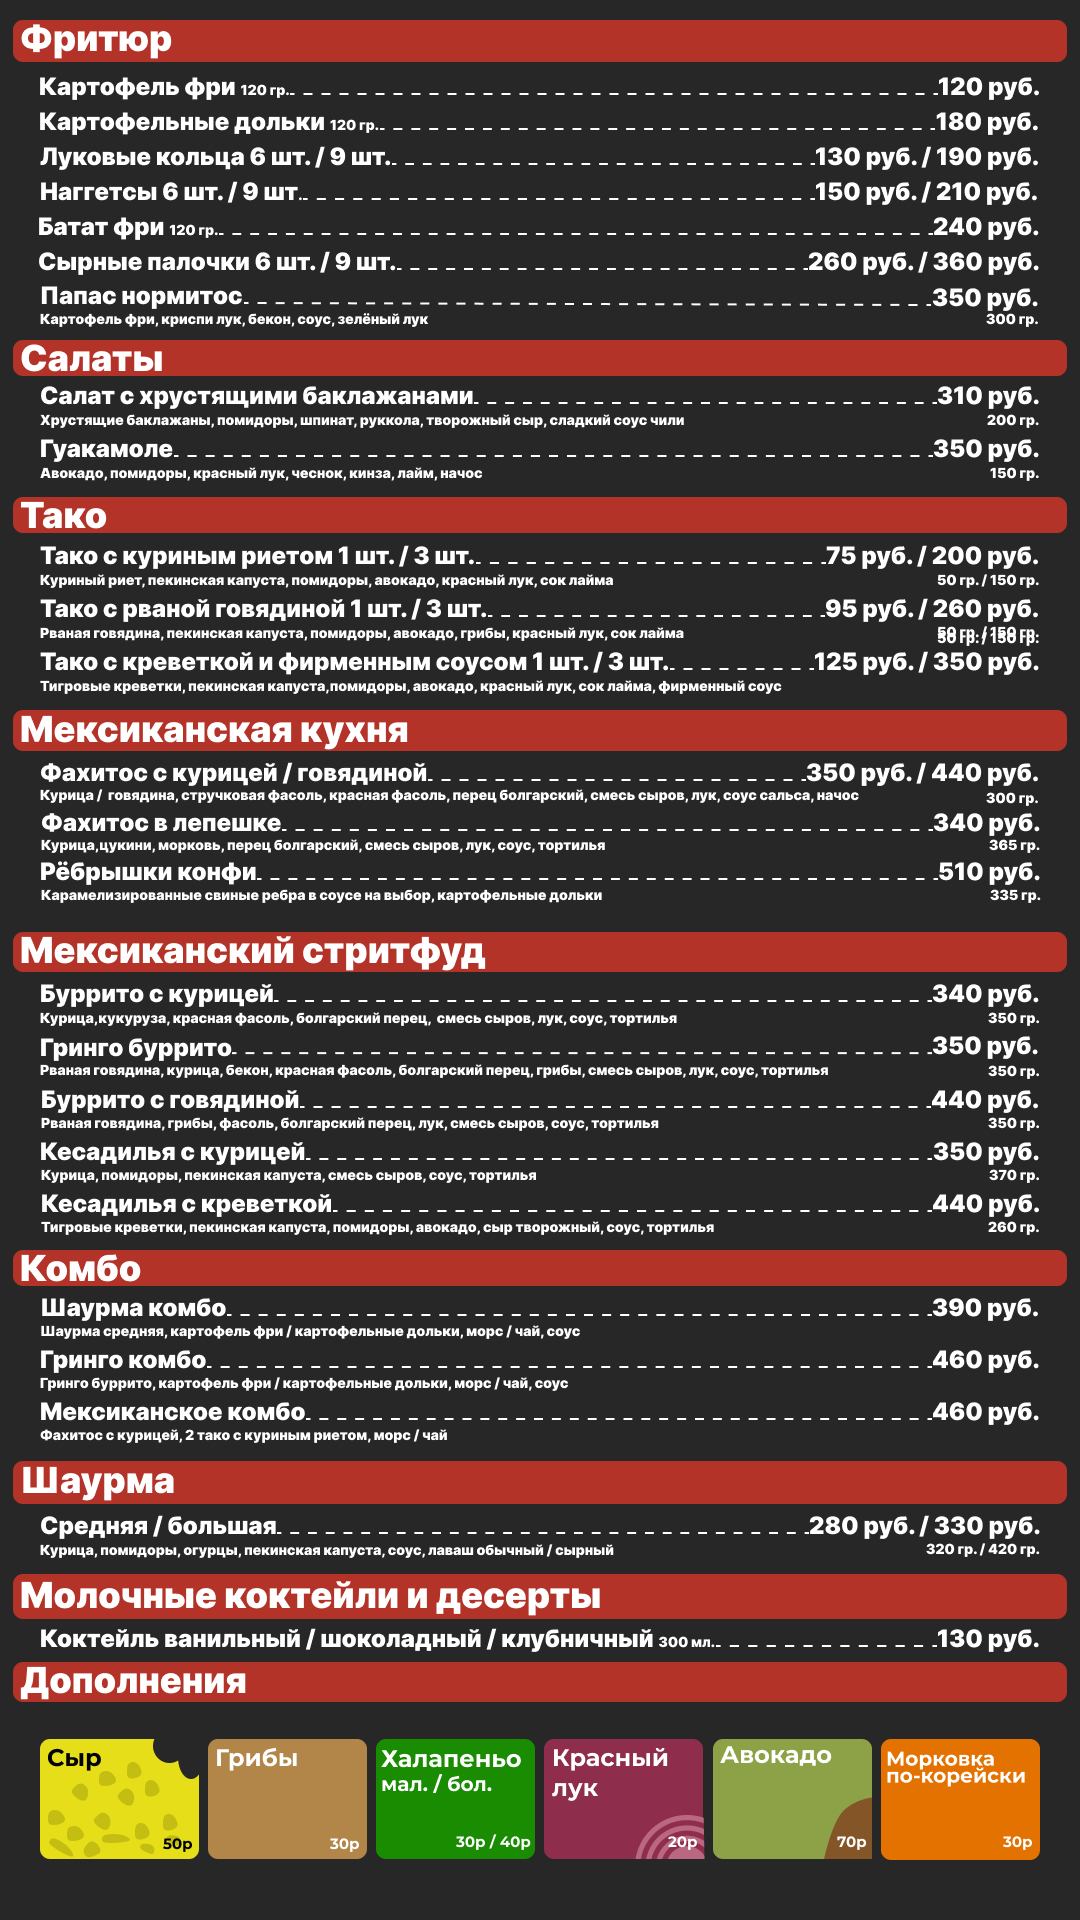 Фритюр
Картофель фри 120 гр. 120 руб.
Картофельные дольки 120 гр. 180 руб.
Луковые кольца 6 шт. / 9 шт. 130 руб. / 190 руб.
Наггетсы 6 шт. / 9 шт. 150 руб. / 210 руб.
Батат фри 120 гр. 240 руб.
Сырные палочки 6 шт. / 9 шт. 260 руб. / 360 руб.
Папас нормитос 350 руб.
Картофель фри, криспи лук, бекон, соус, зелёный лук 300 гр.
Салаты
Салат с хрустящими баклажанами 310 руб.
Хрустящие баклажаны, помидоры, шпинат, руккола, творожный сыр, сладкий соус чили 200 гр.
Гуакамоле 350 руб.
Авокадо, помидоры, красный лук, чеснок, кинза, лайм, начос 150 гр.
Тако
Тако с куриным риетом 1 шт. / 3 шт. 75 руб. / 200 руб.
Куриный риет, пекинская капуста, помидоры, авокадо, красный лук, сок лайма 50 гр. / 150 гр.
Тако с рваной говядиной 1 шт. / 3 шт. 95 руб. / 260 руб.
Рваная говядина, пекинская капуста, помидоры, авокадо, грибы, красный лук, сок лайма 50 гр. / 150 гр.
50 гр. / 150 гр.
Тако с креветкой и фирменным соусом 1 шт. / 3 шт. 125 руб. / 350 руб.
Тигровые креветки, пекинская капуста,помидоры, авокадо, красный лук, сок лайма, фирменный соус
Мексиканская кухня
Фахитос с курицей / говядиной 350 руб. / 440 руб.
Курица / говядина, стручковая фасоль, красная фасоль, перец болгарский, смесь сыров, лук, соус сальса, начос 300 гр.
Фахитос в лепешке 340 руб.
Курица,цукини, морковь, перец болгарский, смесь сыров, лук, соус, тортилья 365 гр.
Рёбрышки конфи 510 руб.
Карамелизированные свиные ребра в соусе на выбор, картофельные дольки 335 гр.
Мексиканский стритфуд
Буррито с курицей 340 руб.
Курица,кукуруза, красная фасоль, болгарский перец, смесь сыров, лук, соус, тортилья 350 гр.
Гринго буррито 350 руб.
Рваная говядина, курица, бекон, красная фасоль, болгарский перец, грибы, смесь сыров, лук, соус, тортилья 350 гр.
Буррито с говядиной 440 руб.
Рваная говядина, грибы, фасоль, болгарский перец, лук, смесь сыров, соус, тортилья 350 гр.
Кесадилья с курицей 350 руб.
Курица, помидоры, пекинская капуста, смесь сыров, соус, тортилья 370 гр.
Кесадилья с креветкой 440 руб.
Тигровые креветки, пекинская капуста, помидоры, авокадо, сыр творожный, соус, тортилья 260 гр.
Комбо
Шаурма комбо 390 руб.
Шаурма средняя, картофель фри / картофельные дольки, морс / чай, соус
Гринго комбо 460 руб.
Гринго буррито, картофель фри / картофельные дольки, морс / чай, соус
Мексиканское комбо 460 руб.
Фахитос с курицей, 2 тако с куриным риетом, морс / чай
Шаурма
Средняя / большая 280 руб. / 330 руб.
Курица, помидоры, огурцы, пекинская капуста, соус, лаваш обычный / сырный 320 гр. / 420 гр.
Молочные коктейли и десерты
Коктейль ванильный / шоколадный / клубничный 300 мл. 130 руб.
Дополнения
Сыр
50р
Грибы
30р
Халапеньо
мал. / бол.
30р / 40р
Красный
лук
20р
Авокадо
70р
Морковка
по-корейски
30р